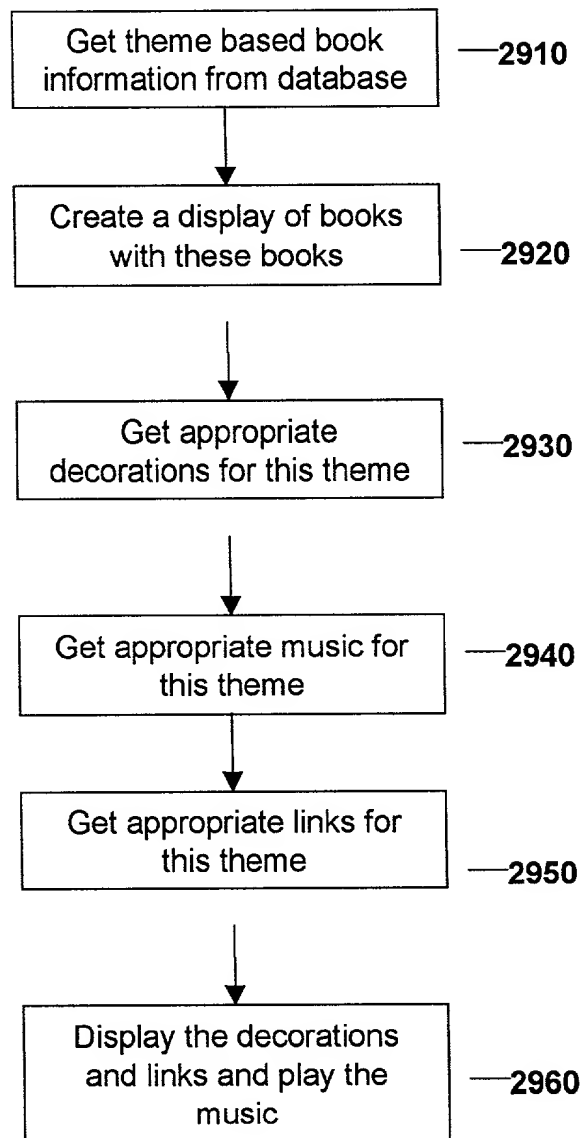 Get theme based book
information from database
2910
Create a display of books
with these books
2920
Get appropriate
decorations for this theme
2930
Get appropriate music for
this theme
2940
Get appropriate links for
this theme
2950
Display the decorations
and links and play the
music
2960